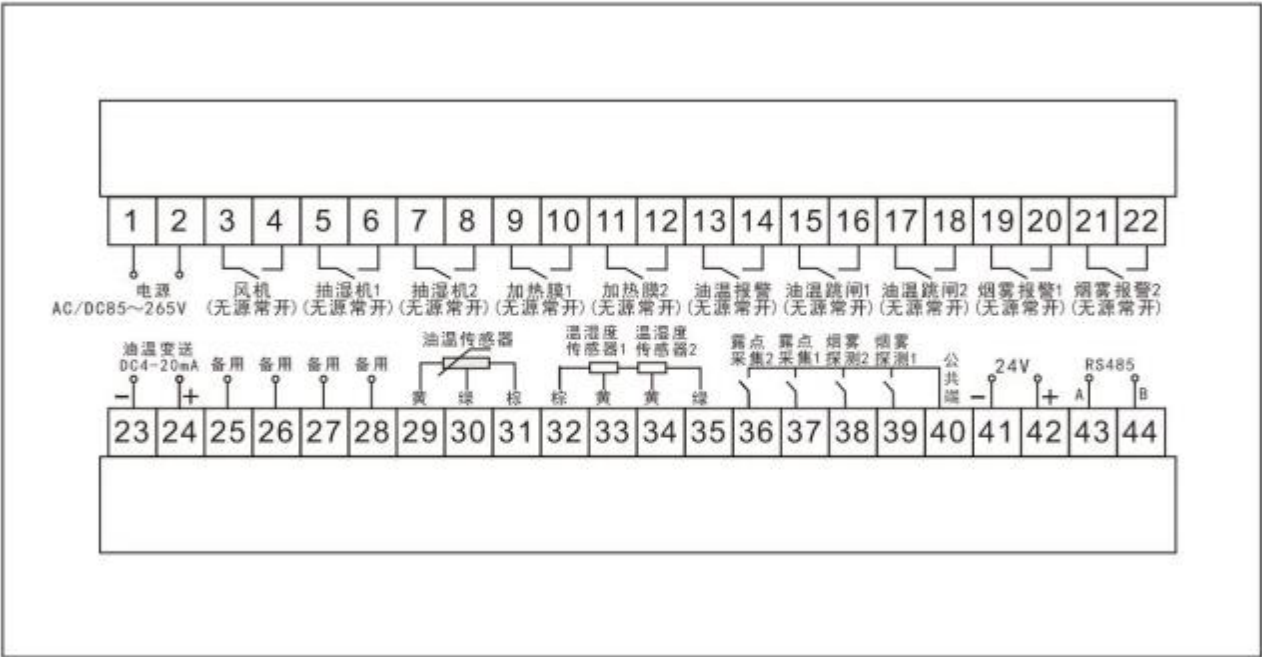 1 2 3 4 5 6 7 8 9 10 11 12 13 14 15 16 17 18 19 20 21 22
电源 风机 抽湿机1 抽湿机2 加热膜1 加热膜2 油温报警 油温跳闸1 油温跳闸2 烟雾报警1 烟雾报警2
AC/DC85～265V (无源常开) (无源常开) (无源常开) (无源常开) (无源常开) (无源常开) (无源常开) (无源常开) (无源常开) (无源常开)
油温变送
DC4-20mA 备用 备用 备用 备用
油温传感器
温湿度 温湿度
传感器1 传感器2
露点 露点 烟雾 烟雾
采集2 采集1 探测2 探测1
公共端
24V
RS485
− + 黄 绿 棕 棕 黄 黄 绿 − + A B
23 24 25 26 27 28 29 30 31 32 33 34 35 36 37 38 39 40 41 42 43 44